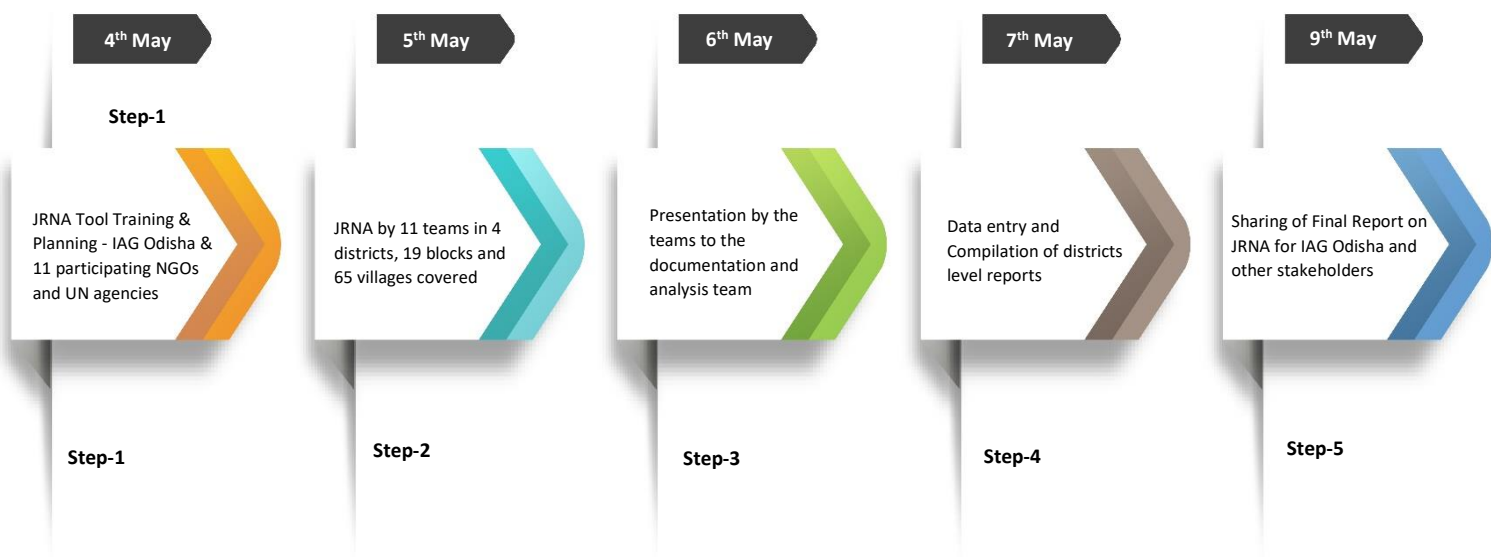 4th May
5th May
6th May
7th May
9th May
Step-1
JRNA Tool Training &
Planning - IAG Odisha &
11 participating NGOs
and UN agencies
JRNA by 11 teams in 4
districts, 19 blocks and
65 villages covered
Presentation by the
teams to the
documentation and
analysis team
Data entry and
Compilation of districts
level reports
Sharing of Final Report on
JRNA for IAG Odisha and
other stakeholders
Step-1
Step-2
Step-3
Step-4
Step-5